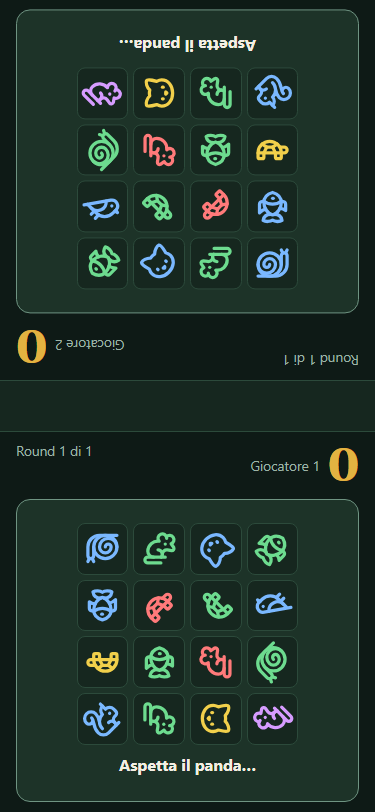 Aspetta il panda...
0 Giocatore 2
Round 1 di 1
Round 1 di 1
Giocatore 1 0
Aspetta il panda...